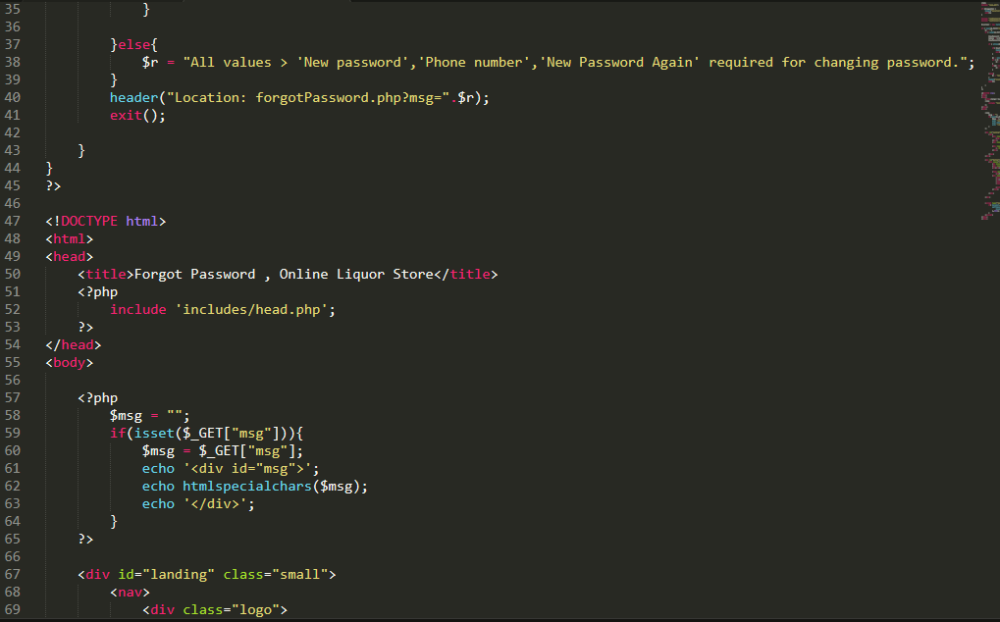 35 }
36
37 }else{
38 $r = "All values > 'New password','Phone number','New Password Again' required for changing password.";
39 }
40 header("Location: forgotPassword.php?msg=".$r);
41 exit();
42
43 }
44 }
45 ?>
46
47 <!DOCTYPE html>
48 <html>
49 <head>
50 <title>Forgot Password , Online Liquor Store</title>
51 <?php
52 include 'includes/head.php';
53 ?>
54 </head>
55 <body>
56
57 <?php
58 $msg = "";
59 if(isset($_GET["msg"])){
60 $msg = $_GET["msg"];
61 echo '<div id="msg">';
62 echo htmlspecialchars($msg);
63 echo '</div>';
64 }
65 ?>
66
67 <div id="landing" class="small">
68 <nav>
69 <div class="logo">